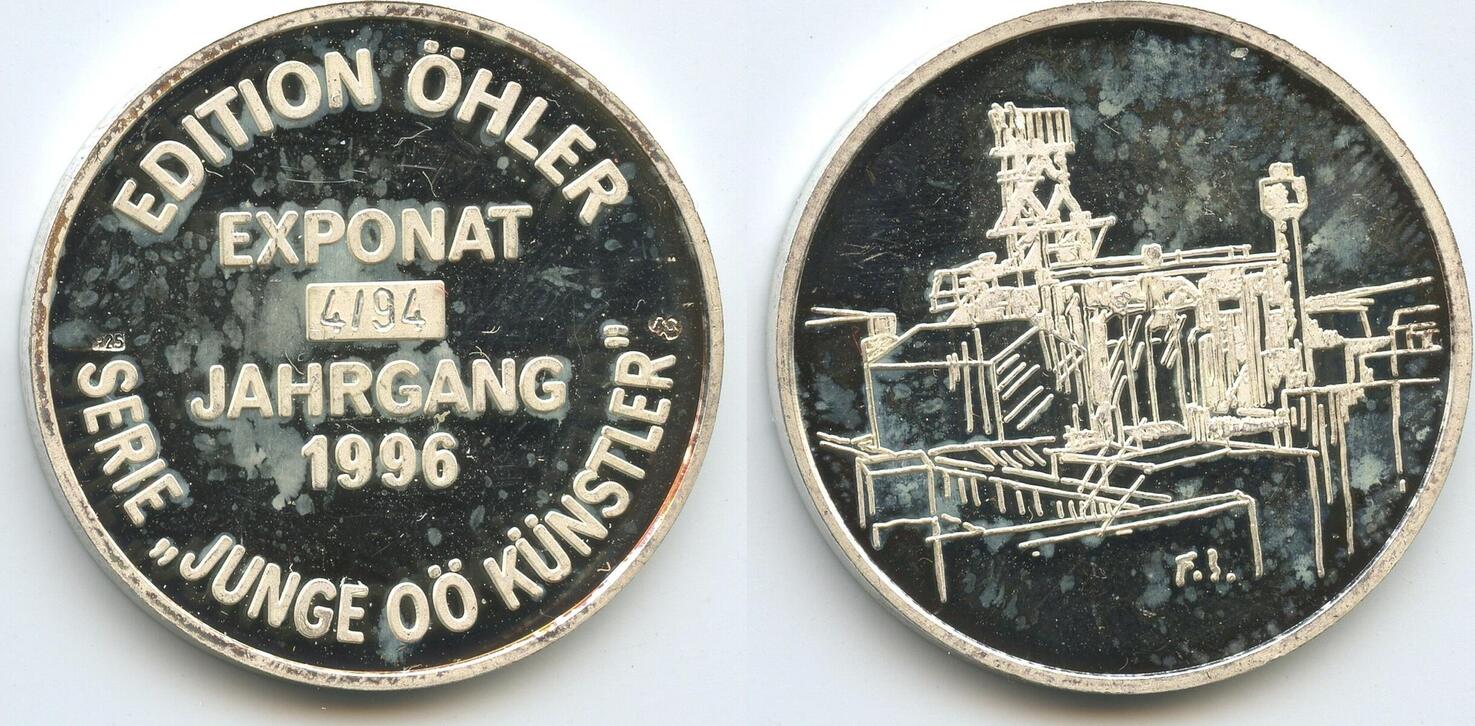 EDITION ÖHLER
EXPONAT
4/94
JAHRGANG
1996
SERIE „JUNGE OÖ KÜNSTLER"
F.S.